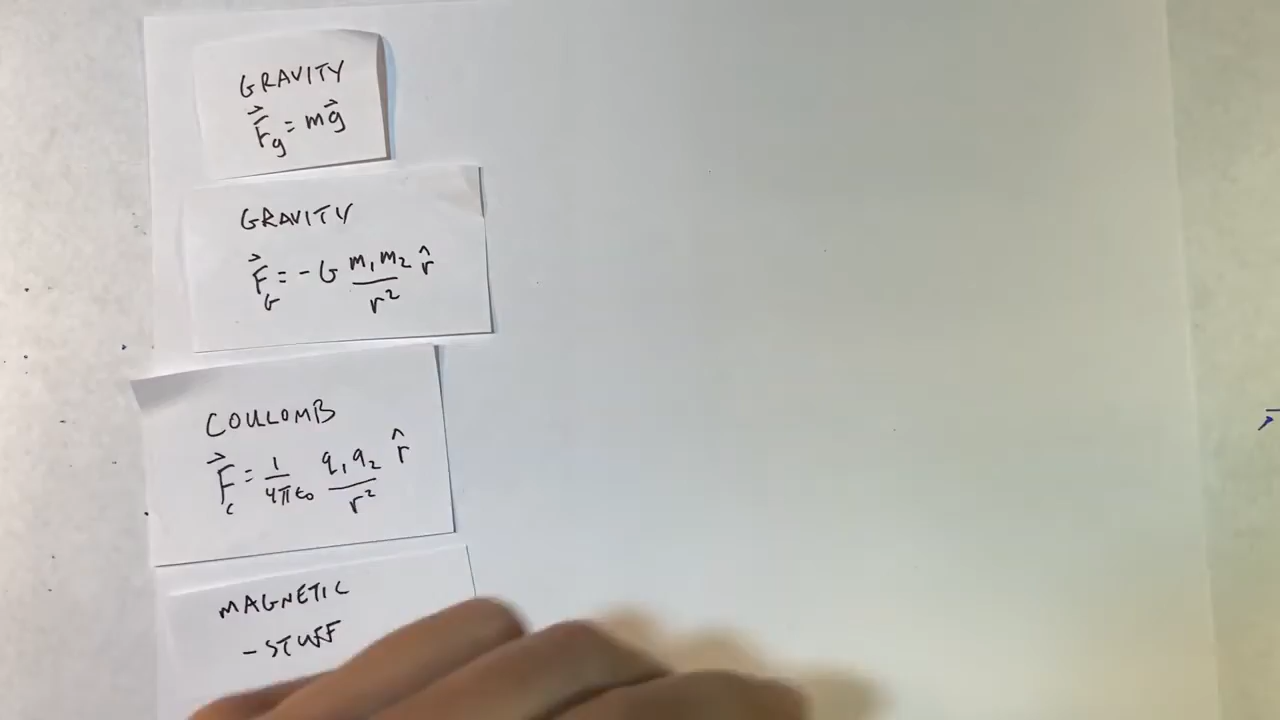 GRAVITY
F⃗g = mg⃗
GRAVITY
F⃗G = -G m₁m₂/r² r̂
COULOMB
F⃗c = 1/4πε₀ q₁q₂/r² r̂
MAGNETIC
- STUFF